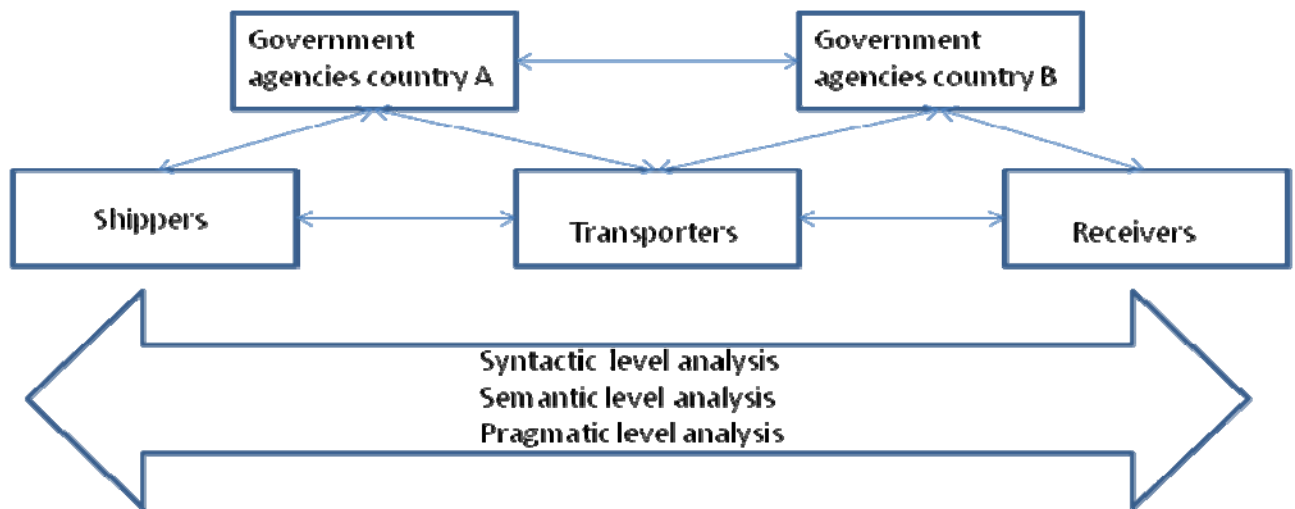 Government
agencies country A
Government
agencies country B
Shippers
Transporters
Receivers
Syntactic level analysis
Semantic level analysis
Pragmatic level analysis